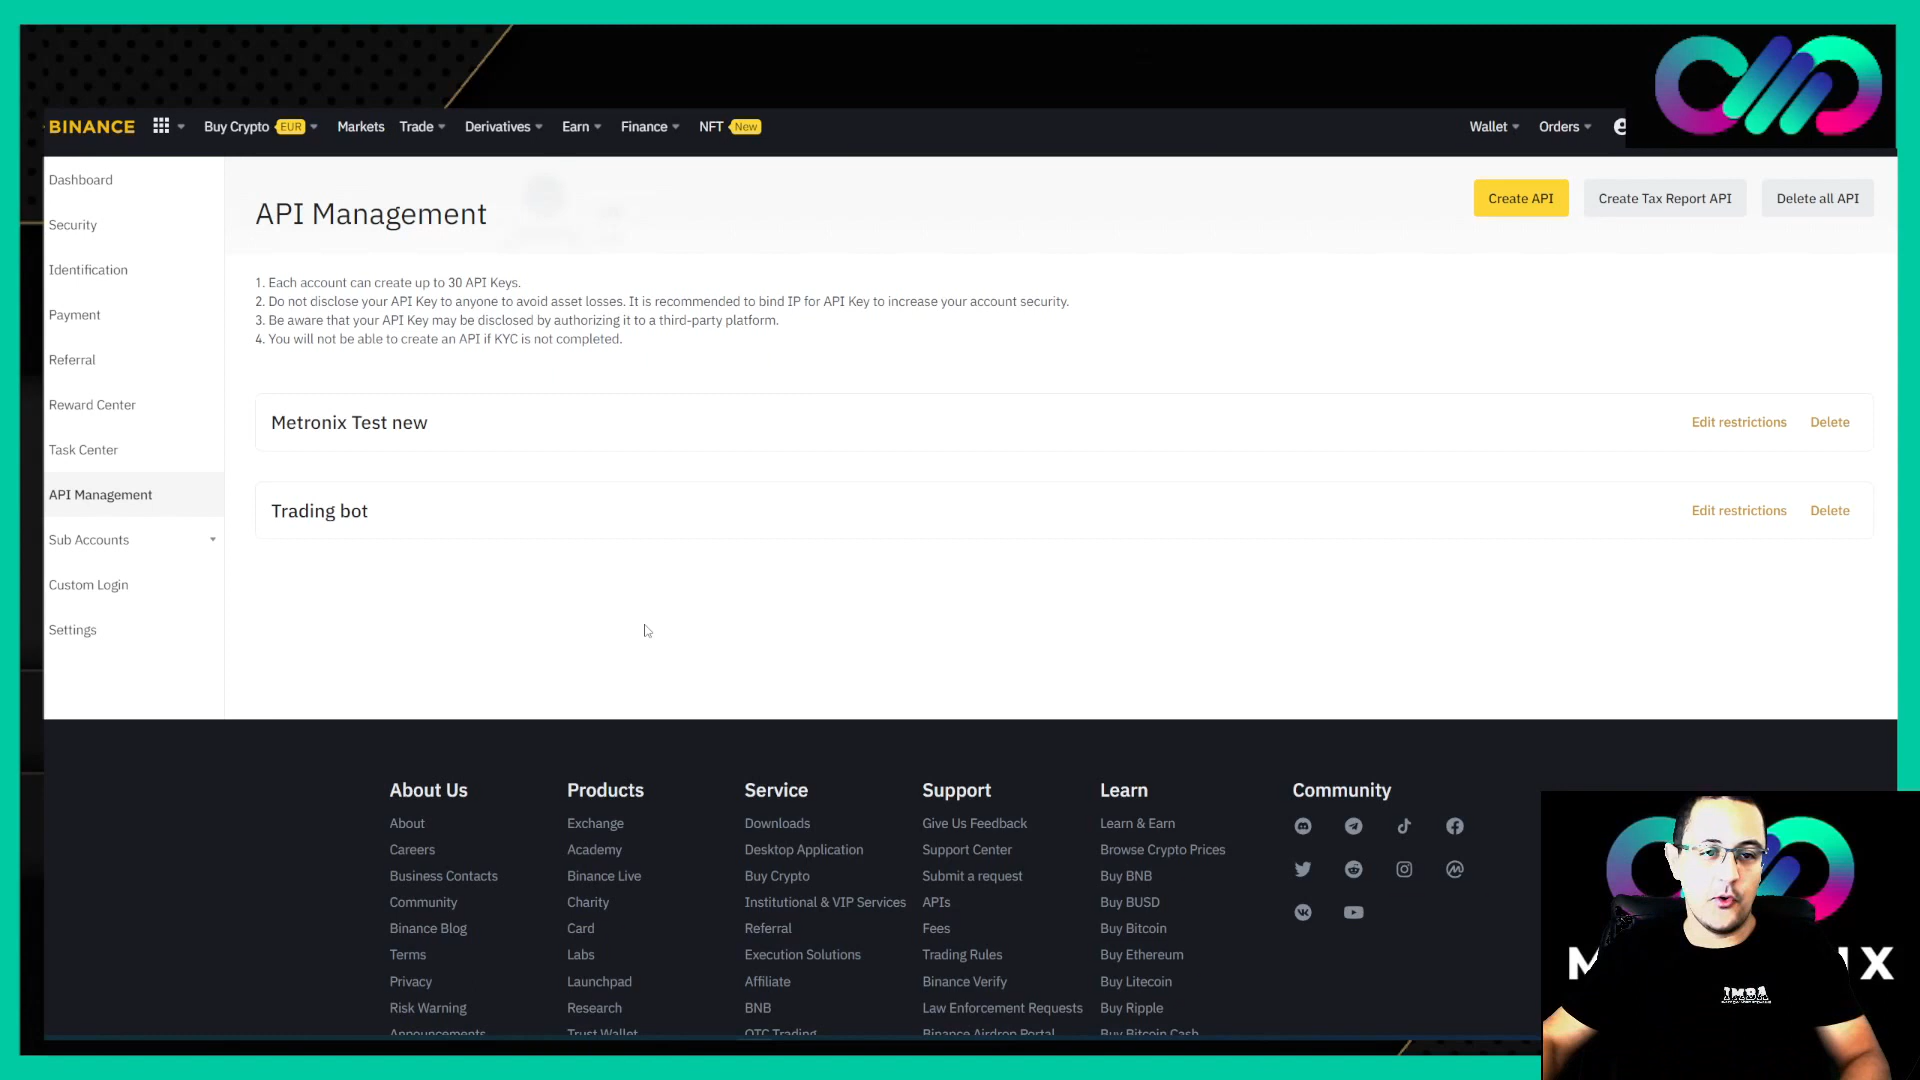 BINANCE
Buy Crypto EUR
Markets
Trade
Derivatives
Earn
Finance
NFT New
Wallet
Orders
Dashboard
Security
Identification
Payment
Referral
Reward Center
Task Center
API Management
Sub Accounts
Custom Login
Settings
API Management
Create API
Create Tax Report API
Delete all API
1. Each account can create up to 30 API Keys.
2. Do not disclose your API Key to anyone to avoid asset losses. It is recommended to bind IP for API Key to increase your account security.
3. Be aware that your API Key may be disclosed by authorizing it to a third-party platform.
4. You will not be able to create an API if KYC is not completed.
Metronix Test new
Edit restrictions
Delete
Trading bot
Edit restrictions
Delete
About Us
About
Careers
Business Contacts
Community
Binance Blog
Terms
Privacy
Risk Warning
Announcements
Products
Exchange
Academy
Binance Live
Charity
Card
Labs
Launchpad
Research
Trust Wallet
Service
Downloads
Desktop Application
Buy Crypto
Institutional & VIP Services
Referral
Execution Solutions
Affiliate
BNB
OTC Trading
Support
Give Us Feedback
Support Center
Submit a request
APIs
Fees
Trading Rules
Binance Verify
Law Enforcement Requests
Binance Airdrop Portal
Learn
Learn & Earn
Browse Crypto Prices
Buy BNB
Buy BUSD
Buy Bitcoin
Buy Ethereum
Buy Litecoin
Buy Ripple
Buy Bitcoin Cash
Community